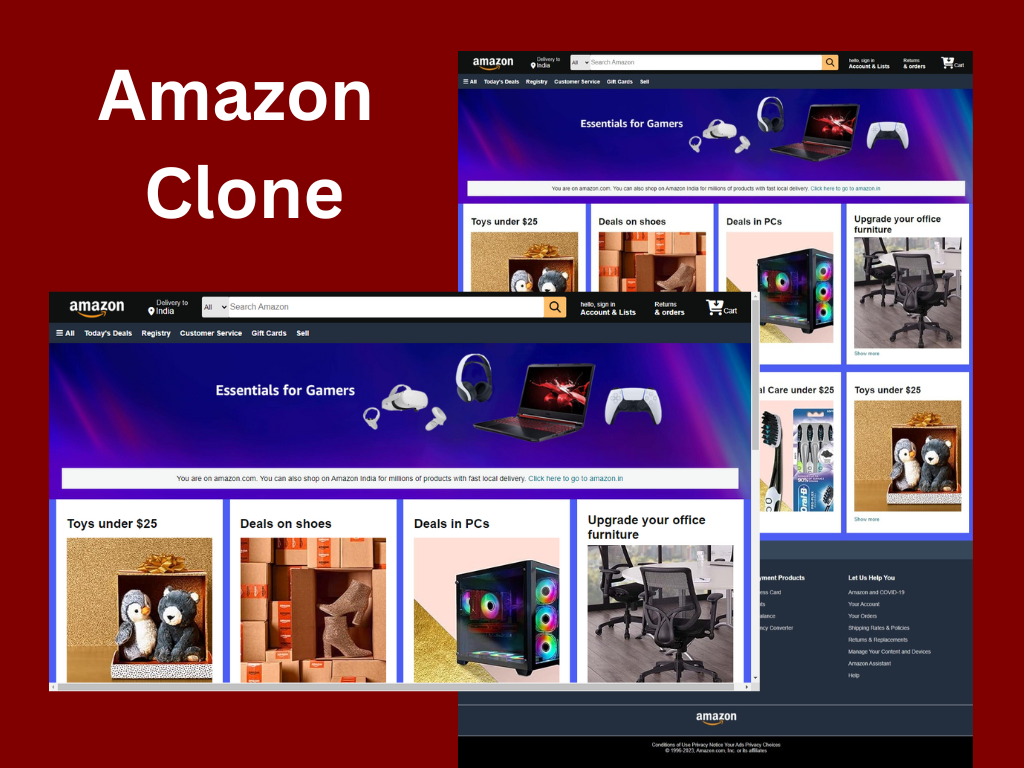 Amazon
Clone
amazon
Delivery to
India
All
Search Amazon
hello, sign in
Account & Lists
Returns
& orders
Cart
All
Today's Deals
Registry
Customer Service
Gift Cards
Sell
Essentials for Gamers
You are on amazon.com. You can also shop on Amazon India for millions of products with fast local delivery. Click here to go to amazon.in
Toys under $25
Deals on shoes
Deals in PCs
Upgrade your office
furniture
Show more
al Care under $25
Toys under $25
Oral-B
Show more
amazon
Delivery to
India
All
Search Amazon
hello, sign in
Account & Lists
Returns
& orders
Cart
All
Today's Deals
Registry
Customer Service
Gift Cards
Sell
Essentials for Gamers
You are on amazon.com. You can also shop on Amazon India for millions of products with fast local delivery. Click here to go to amazon.in
Toys under $25
Deals on shoes
Deals in PCs
Upgrade your office
furniture
yment Products
Let Us Help You
Amazon and COVID-19
Your Account
Your Orders
ncy Converter
Shipping Rates & Policies
Returns & Replacements
Manage Your Content and Devices
Amazon Assistant
Help
amazon
Conditions of Use Privacy Notice Your Ads Privacy Choices
© 1996-2023, Amazon.com, Inc. or its affiliates